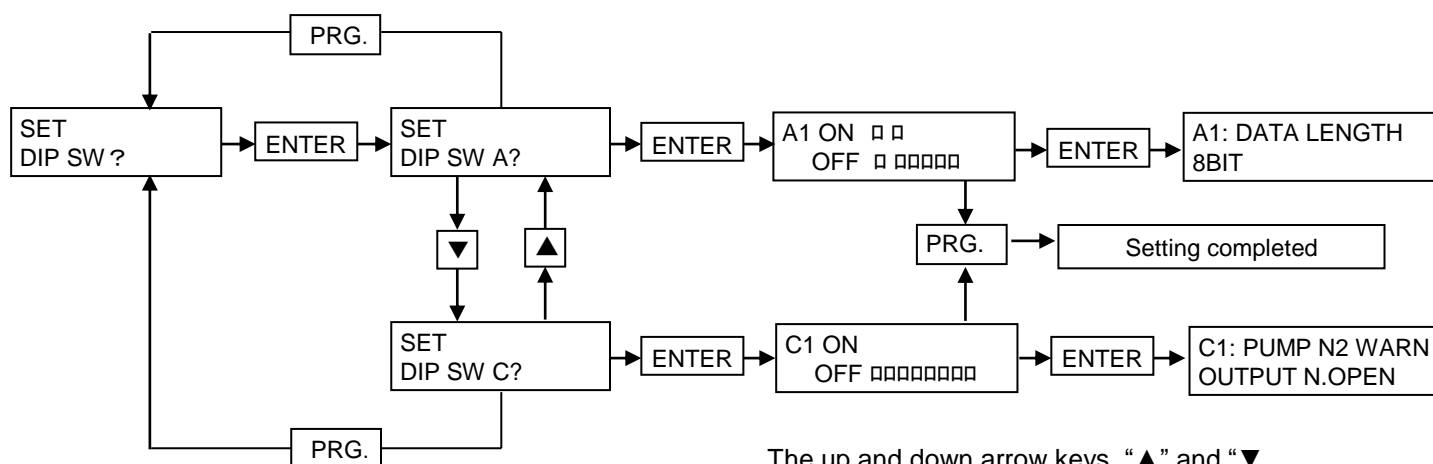 PRG.
SET
DIP SW ?
ENTER
SET
DIP SW A?
ENTER
A1 ON
OFF
ENTER
A1: DATA LENGTH
8BIT
▼
▲
PRG.
Setting completed
SET
DIP SW C?
ENTER
C1 ON
OFF
ENTER
C1: PUMP N2 WARN
OUTPUT N.OPEN
PRG.
The up and down arrow keys, “▲” and “▼